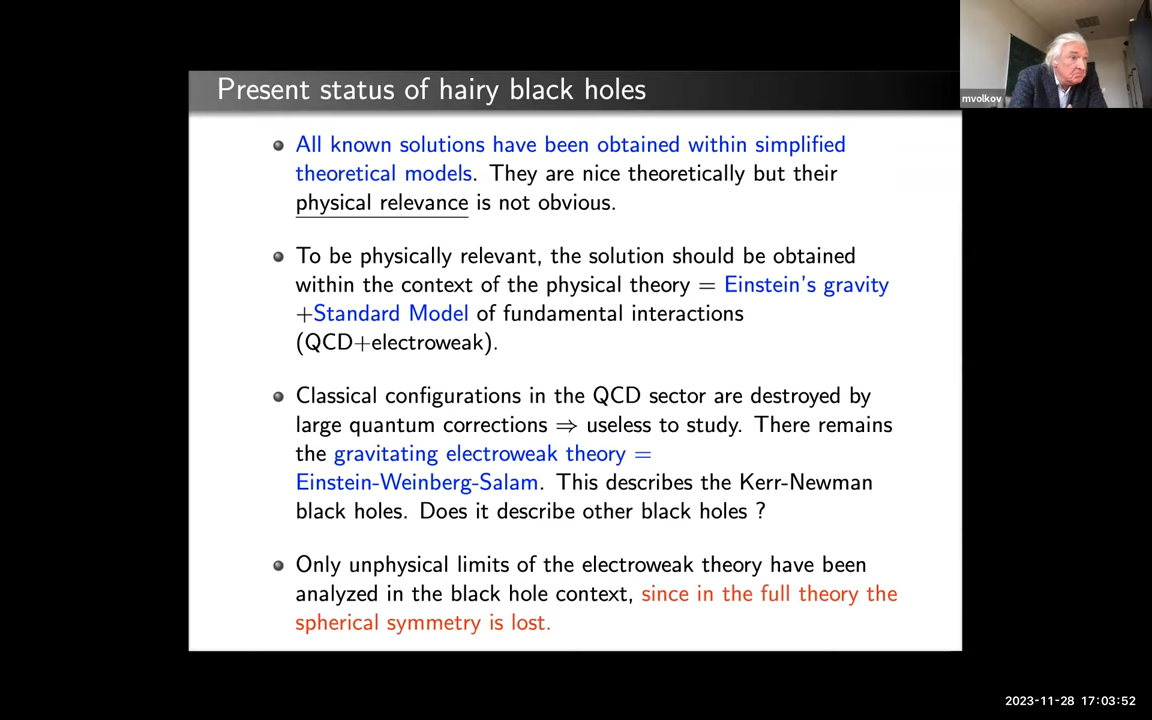 Present status of hairy black holes
mvolkov
All known solutions have been obtained within simplified
theoretical models. They are nice theoretically but their
physical relevance is not obvious.
To be physically relevant, the solution should be obtained
within the context of the physical theory = Einstein's gravity
+Standard Model of fundamental interactions
(QCD+electroweak).
Classical configurations in the QCD sector are destroyed by
large quantum corrections ⇒ useless to study. There remains
the gravitating electroweak theory =
Einstein-Weinberg-Salam. This describes the Kerr-Newman
black holes. Does it describe other black holes ?
Only unphysical limits of the electroweak theory have been
analyzed in the black hole context, since in the full theory the
spherical symmetry is lost.
2023-11-28 17:03:52